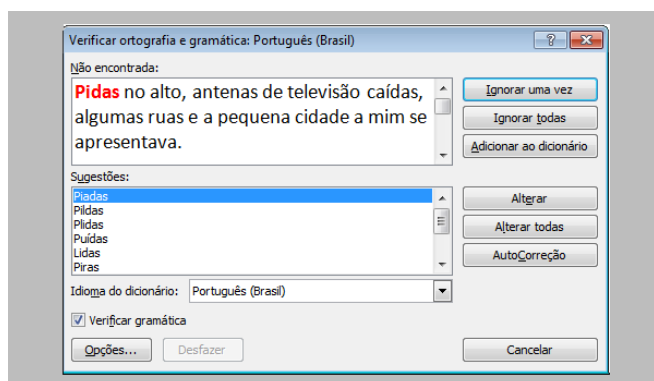 Verificar ortografia e gramática: Português (Brasil)
Não encontrada:
Pidas no alto, antenas de televisão caídas,
algumas ruas e a pequena cidade a mim se
apresentava.
Ignorar uma vez
Ignorar todas
Adicionar ao dicionário
Sugestões:
Piadas
Pildas
Plidas
Puídas
Lidas
Piras
Alterar
Alterar todas
AutoCorreção
Idioma do dicionário: Português (Brasil)
Verificar gramática
Opções... Desfazer Cancelar